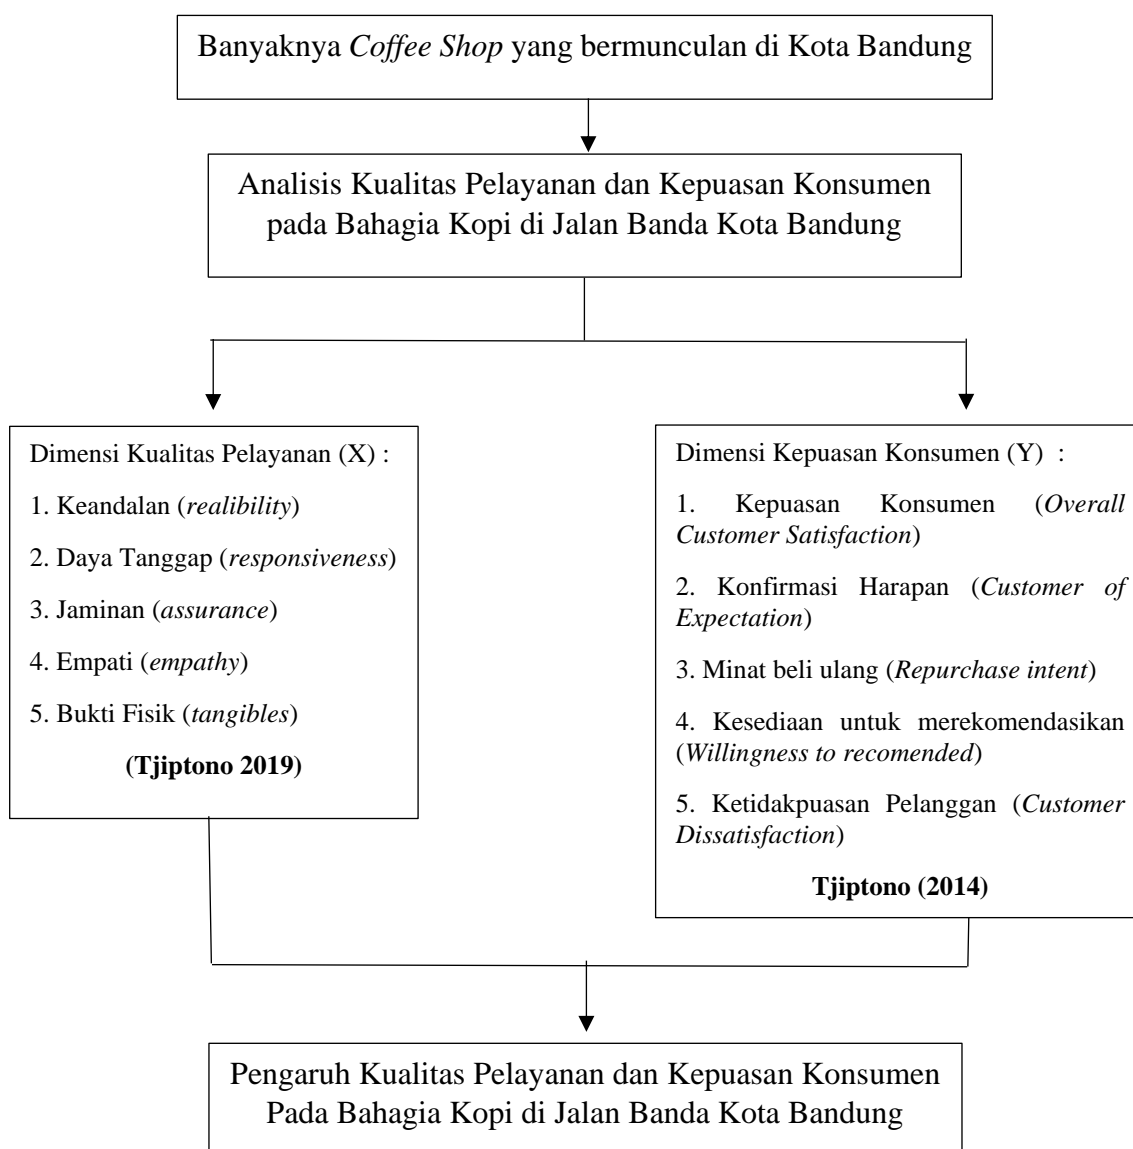 Banyaknya Coffee Shop yang bermunculan di Kota Bandung
Analisis Kualitas Pelayanan dan Kepuasan Konsumen
pada Bahagia Kopi di Jalan Banda Kota Bandung
Dimensi Kualitas Pelayanan (X) :
1. Keandalan (realibility)
2. Daya Tanggap (responsiveness)
3. Jaminan (assurance)
4. Empati (empathy)
5. Bukti Fisik (tangibles)
(Tjiptono 2019)
Dimensi Kepuasan Konsumen (Y) :
1. Kepuasan Konsumen (Overall
Customer Satisfaction)
2. Konfirmasi Harapan (Customer of
Expectation)
3. Minat beli ulang (Repurchase intent)
4. Kesediaan untuk merekomendasikan
(Willingness to recomended)
5. Ketidakpuasan Pelanggan (Customer
Dissatisfaction)
Tjiptono (2014)
Pengaruh Kualitas Pelayanan dan Kepuasan Konsumen
Pada Bahagia Kopi di Jalan Banda Kota Bandung